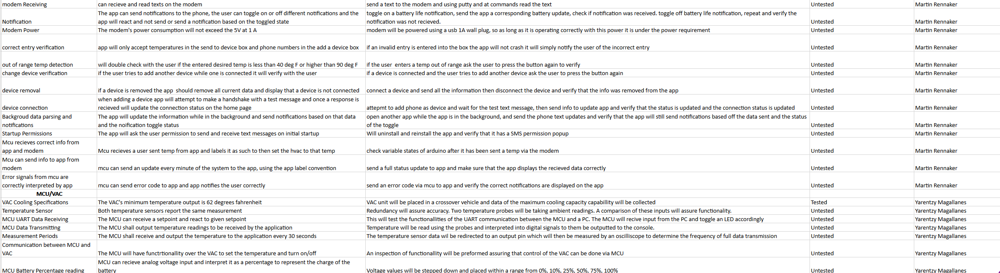 modem Receiving can recieve and read texts on the modem send a text to the modem and using putty and at commands read the text Untested Martin Rennaker
The app can send notifications to the phone, the user can toggle on or off different notifications and the toggle on a battery life notification, send the app a corresponding battery update, check if notification was received. toggle off battery life notification, repeat and verify the
Notification app will react and not send or send a notification based on the toggled state notification was not recieved. Untested Martin Rennaker
Modem Power The modem's power consumption will not exceed the 5V at 1 A modem will be powered using a usb 1A wall plug, so as long as it is operating correctly with this power it is under the power requirement Untested Martin Rennaker
correct entry verification app will only accept temperatures in the send to device box and phone numbers in the add a device box if an invalid entry is entered into the box the app will not crash it will simply notify the user of the incorrect entry Untested Martin Rennaker
out of range temp detection will double check with the user if the entered desired temp is less than 40 deg F or higher than 90 deg F if the user  enters a temp out of range ask the user to press the button again to verify Untested Martin Rennaker
change device verification if the user tries to add another device while one is connected it will verify with the user if a device is connected and the user tries to add another device ask the user to press the button again Untested Martin Rennaker
device removal if a device is removed the app  should remove all current data and display that a device is not connected connect a device and send all the information then disconnect the device and verify that the info was removed from the app Untested Martin Rennaker
when adding a device app will attempt to make a handshake with a test message and once a response is
device connection recieved will update the connection status on the home page attepmt to add phone as device and wait for the test text message, then send info to update app and verify that the status is updated and the connection status is updated Untested Martin Rennaker
Backgroud data parsing and The app will update the information while in the background and send notifications based on that data open another app while the app is in the background, and send the phone text updates and verify that the app will still send notifications based off the data sent and the status
notifications and the noification toggle status of the toggle Untested Martin Rennaker
Startup Permissions The app will ask the user permission to send and receive text messages on initial startup Will uninstall and reinstall the app and verify that it has a SMS permission popup Untested Martin Rennaker
Mcu recieves correct info from
app and modem Mcu recieves a user sent temp from app and labels it as such to then set the hvac to that temp check variable states of arduino after it has been sent a temp via the modem Untested Martin Rennaker
Mcu can send info to app from
modem mcu can send an update every minute of the system to the app, using the app label convention send a full status update to app and make sure that the app displays the recieved data correctly Untested Martin Rennaker
Error signals from mcu are
correctly interpreted by app mcu can send error code to app and app notifies the user correctly send an error code via mcu to app and verify the correct notifications are displayed on the app Untested Martin Rennaker
MCU/VAC
VAC Cooling Specifications The VAC's minimum temperature output is 62 degrees fahrenheit VAC unit will be placed in a crossover vehicle and data of the maximum cooling capacity capabillity will be collected Tested Yarentzy Magallanes
Temperature Sensor Both temperature sensors report the same measurement Redundancy will assure accuracy. Two temperature probes will be taking ambient readings. A comparison of these inputs will assure functionality. Untested Yarentzy Magallanes
MCU UART Data Receiving The MCU can receive a setpoint and react to given setpoint This will test the functionallities of the UART communication between the MCU and a PC. The MCU will recive input from the PC and toggle an LED accordingly Untested Yarentzy Magallanes
MCU Data Transmitting The MCU shall output temperature readings to be received by the application Temperature will be read using the probes and interpreted into digital signals to them be outputted to the console. Untested Yarentzy Magallanes
Measurement Periods The MCU shall receive and output the temperature to the application every 30 seconds The temperature sensor data wil be redirected to an output pin which will then be measured by an oscilliscope to determine the frequency of full data transmission Untested Yarentzy Magallanes
Communication between MCU and
VAC The MCU will have functrtionallity over the VAC to set the temperature and turn on/off An inspection of functionallity will be preformed assuring that control of the VAC can be done via MCU Untested Yarentzy Magallanes
MCU can recieve analog voltage input and interpret it as a percentage to represent the charge of the
MCU Battery Percentage reading battery Voltage values will be stepped down and placed within a range from 0%, 10%, 25%, 50%, 75%, 100% Untested Yarentzy Magallanes